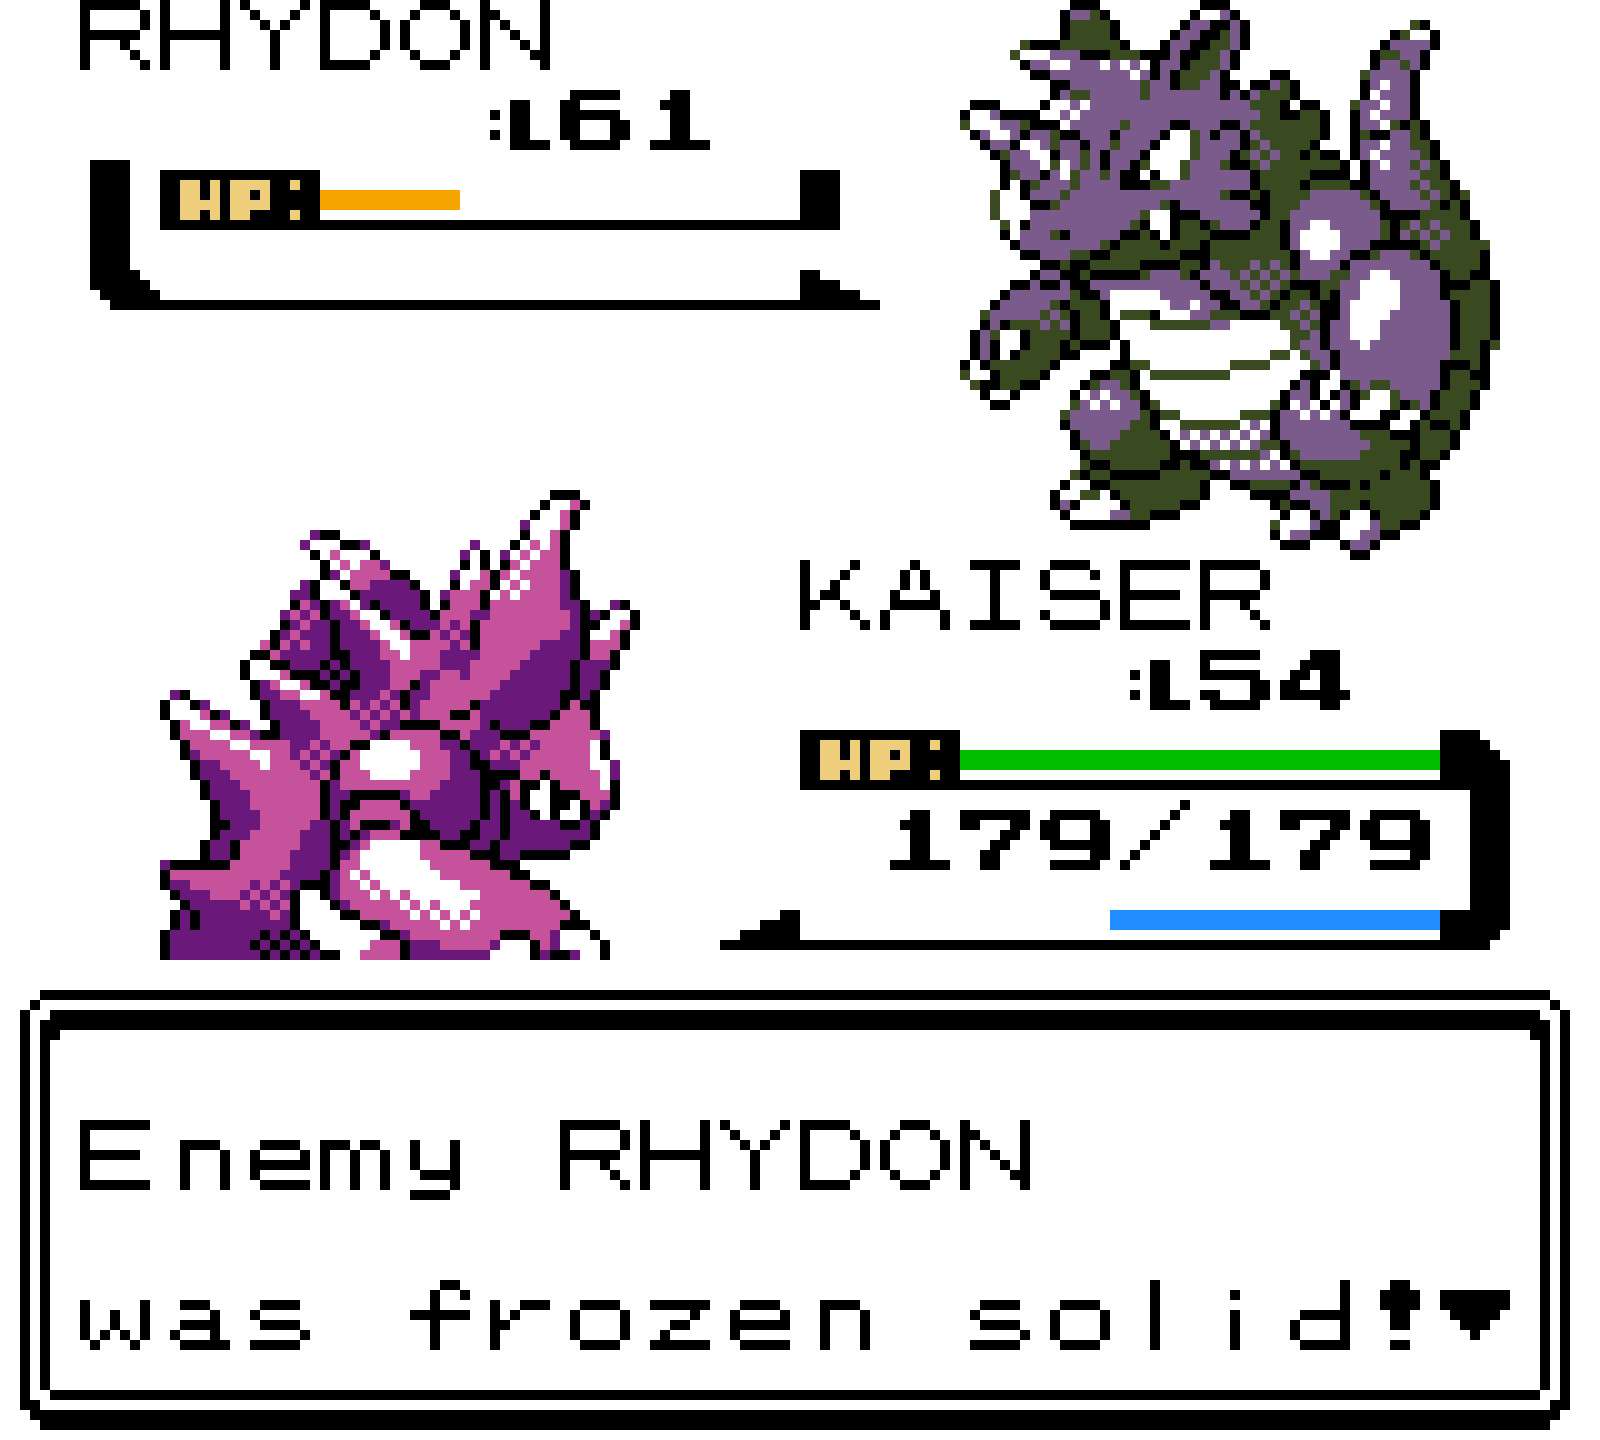 RHYDON
:L61
HP:
KAISER
:L54
HP:
179/179
Enemy RHYDON
was frozen solid!